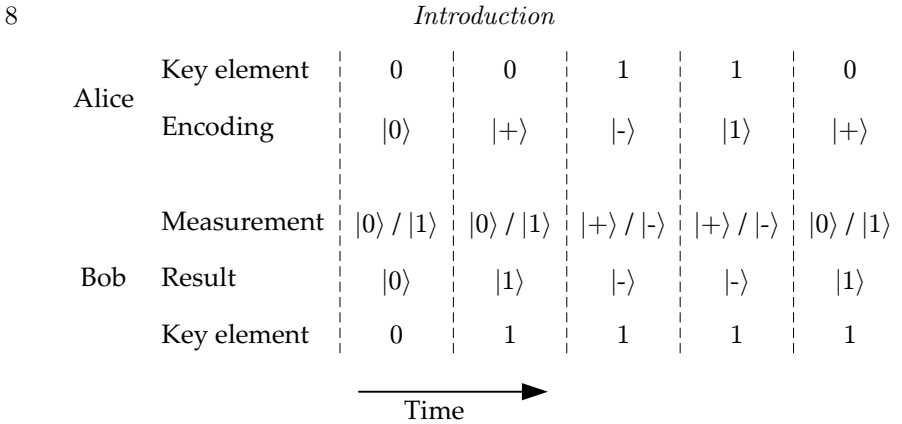 8 Introduction
Key element 0 0 1 1 0
Alice
Encoding |0⟩ |+⟩ |-⟩ |1⟩ |+⟩
Measurement |0⟩ / |1⟩ |0⟩ / |1⟩ |+⟩ / |-⟩ |+⟩ / |-⟩ |0⟩ / |1⟩
Bob Result |0⟩ |1⟩ |-⟩ |-⟩ |1⟩
Key element 0 1 1 1 1
Time